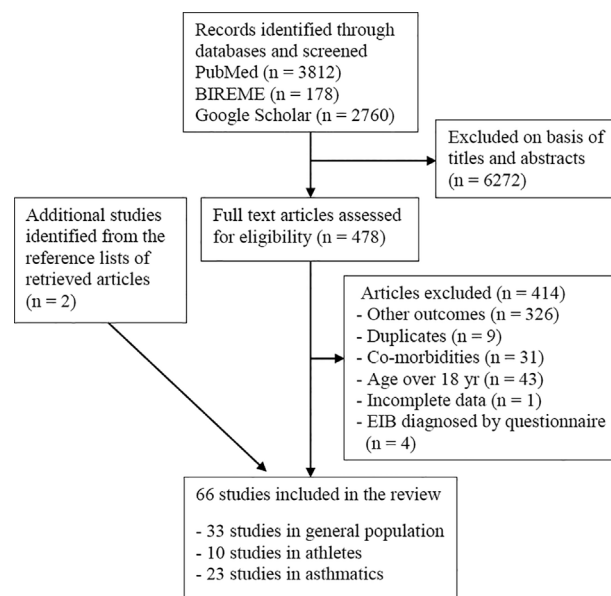 Records identified through
databases and screened
PubMed (n = 3812)
BIREME (n = 178)
Google Scholar (n = 2760)
Excluded on basis of
titles and abstracts
(n = 6272)
Additional studies
identified from the
reference lists of
retrieved articles
(n = 2)
Full text articles assessed
for eligibility (n = 478)
Articles excluded (n = 414)
- Other outcomes (n = 326)
- Duplicates (n = 9)
- Co-morbidities (n = 31)
- Age over 18 yr (n = 43)
- Incomplete data (n = 1)
- EIB diagnosed by questionnaire
(n = 4)
66 studies included in the review
- 33 studies in general population
- 10 studies in athletes
- 23 studies in asthmatics